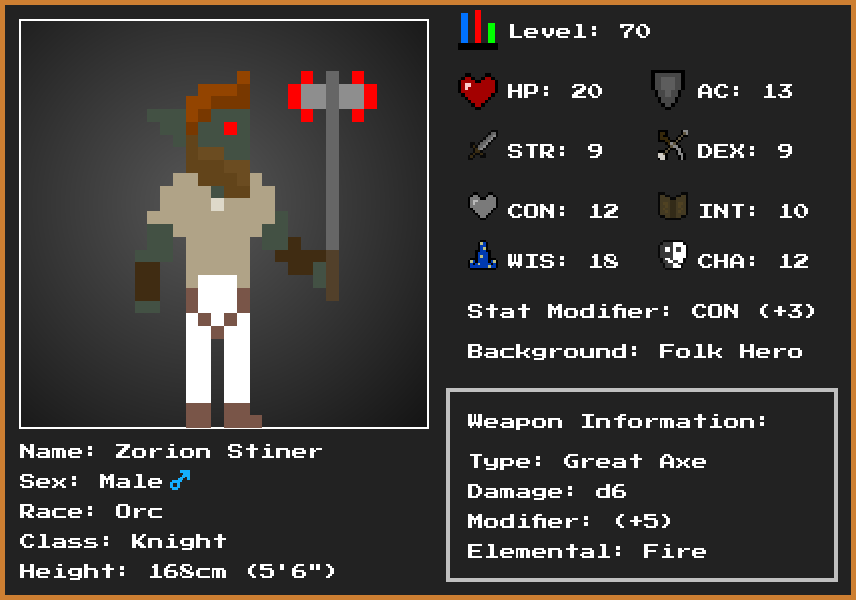 Level: 70
HP: 20
AC: 13
STR: 9
DEX: 9
CON: 12
INT: 10
WIS: 18
CHA: 12
Stat Modifier: CON (+3)
Background: Folk Hero
Weapon Information:
Type: Great Axe
Damage: d6
Modifier: (+5)
Elemental: Fire
Name: Zorion Stiner
Sex: Male♂
Race: Orc
Class: Knight
Height: 168cm (5'6")